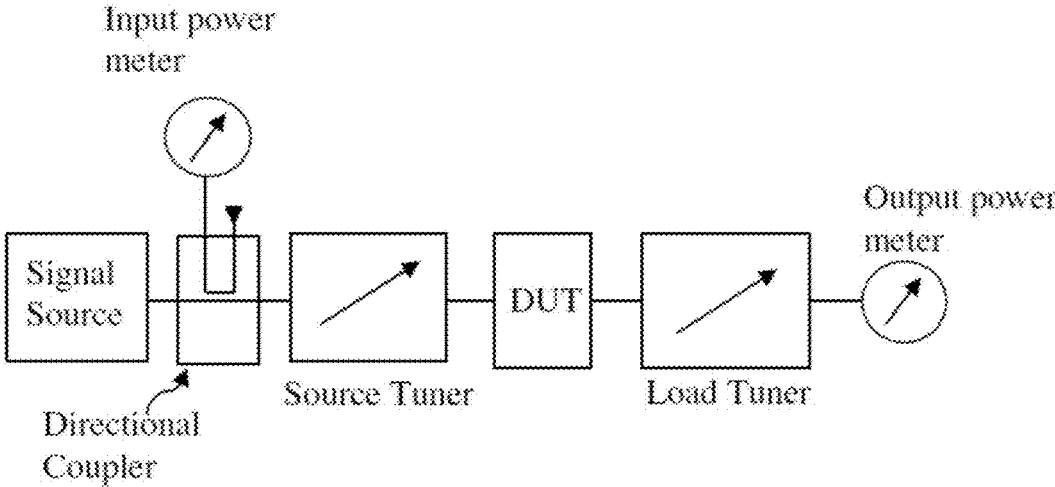 Input power
meter
Output power
meter
Signal
Source
DUT
Source Tuner
Load Tuner
Directional
Coupler